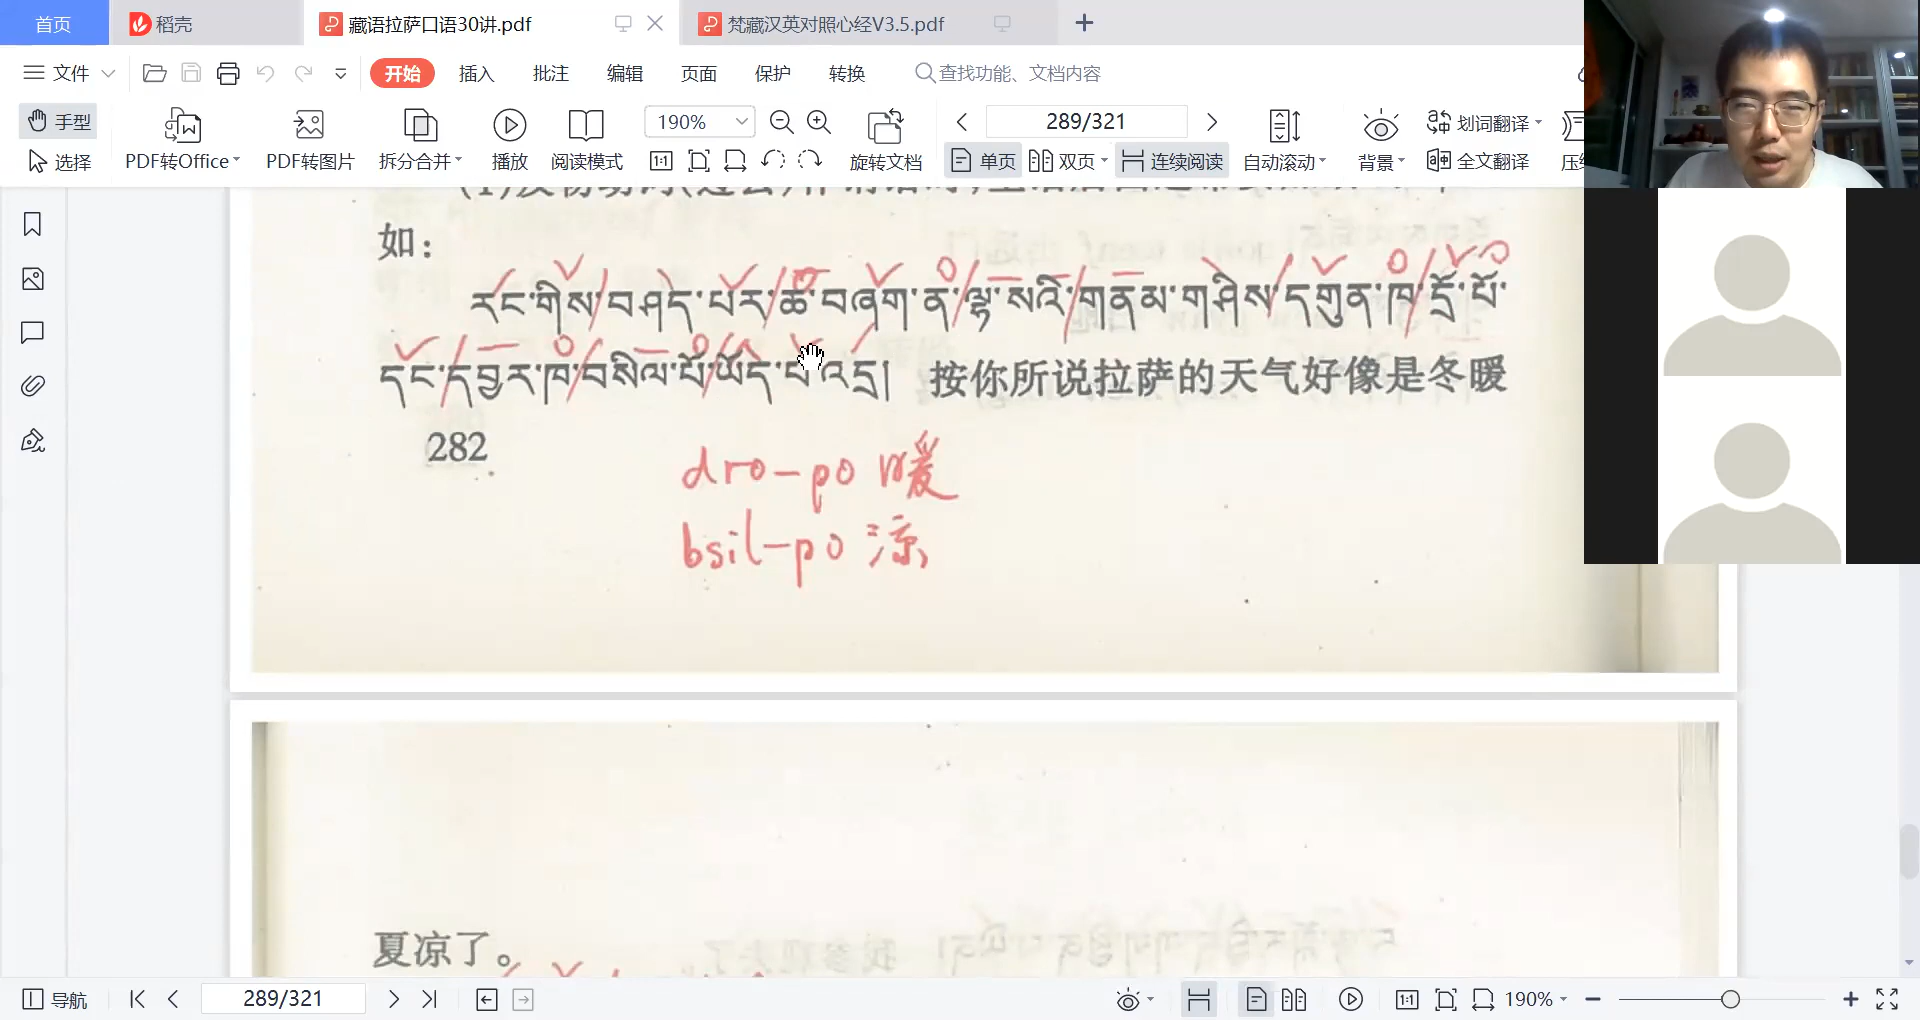 首页
稻壳
藏语拉萨口语30讲.pdf
梵藏汉英对照心经V3.5.pdf
文件
开始 插入 批注 编辑 页面 保护 转换
查找功能、文档内容
手型
选择
PDF转Office
PDF转图片
拆分合并
播放
阅读模式
190%
1:1
旋转文档
289/321
单页 双页 连续阅读
自动滚动
背景
划词翻译
全文翻译
如：
རང་གིས་བཤད་པར་ཆ་བཞག་ན་ལྷ་སའི་གནམ་གཤིས་དགུན་ཁ་དྲོ་པོ་
དང་དབྱར་ཁ་བསིལ་པོ་ཡོད་པ་འདྲ། 按你所说拉萨的天气好像是冬暖
282
dro-po 暖
bsil-po 凉
夏凉了。
导航
289/321
1:1
190%